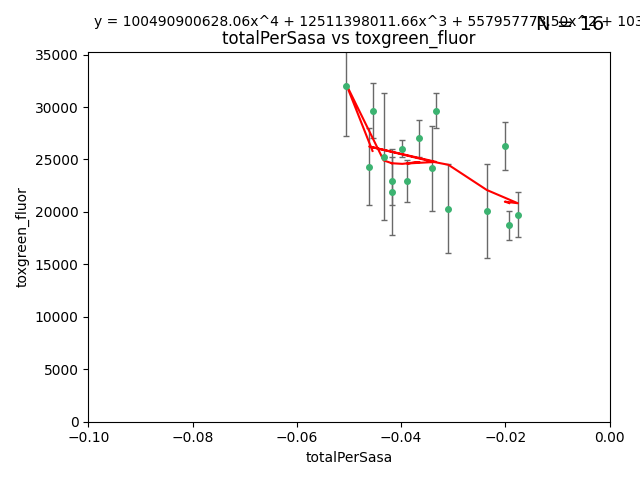 y = 100490900628.06x^4 + 12511398011.66x^3 +
N = 16
totalPerSasa vs toxgreen_fluor
35000
30000
25000
20000
15000
10000
5000
0
toxgreen_fluor
−0.10
−0.08
−0.06
−0.04
−0.02
0.00
totalPerSasa